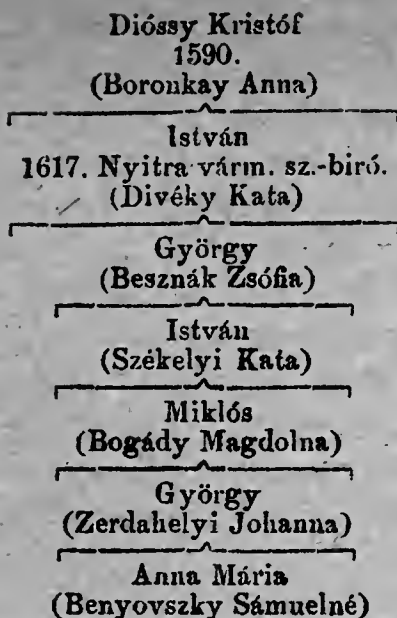 Dióssy Kristóf
1590.
(Boronkay Anna)
István
1617. Nyitra várm. sz.-biró.
(Divéky Kata)
György
(Besznák Zsófia)
István
(Székelyi Kata)
Miklós
(Bogády Magdolna)
György
(Zerdahelyi Johanna)
Anna Mária
(Benyovszky Sámuelné)